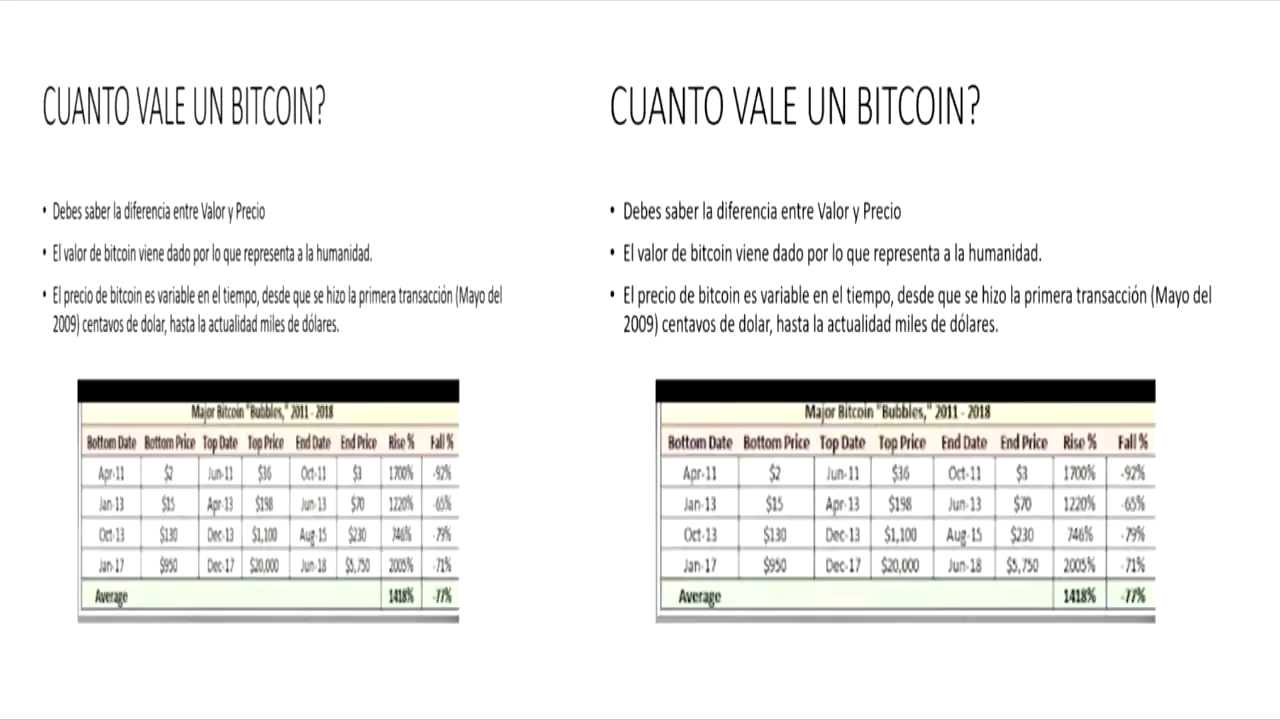 CUANTO VALE UN BITCOIN?
• Debes saber la diferencia entre Valor y Precio
• El valor de bitcoin viene dado por lo que representa a la humanidad.
• El precio de bitcoin es variable en el tiempo, desde que se hizo la primera transacción (Mayo del
2009) centavos de dolar, hasta la actualidad miles de dólares.
Major Bitcoin "Bubbles," 2011 - 2018
Bottom Date Bottom Price Top Date Top Price End Date End Price Rise % Fall %
Apr-11 $2 Jun-11 $36 Oct-11 $3 1700% -92%
Jan-13 $15 Apr-13 $198 Jun-13 $70 1220% -65%
Oct-13 $130 Dec-13 $1,100 Aug-15 $230 746% -79%
Jan-17 $950 Dec-17 $20,000 Jun-18 $5,750 2005% -71%
Average 1418% -77%
CUANTO VALE UN BITCOIN?
• Debes saber la diferencia entre Valor y Precio
• El valor de bitcoin viene dado por lo que representa a la humanidad.
• El precio de bitcoin es variable en el tiempo, desde que se hizo la primera transacción (Mayo del
2009) centavos de dolar, hasta la actualidad miles de dólares.
Major Bitcoin "Bubbles," 2011 - 2018
Bottom Date Bottom Price Top Date Top Price End Date End Price Rise % Fall %
Apr-11 $2 Jun-11 $36 Oct-11 $3 1700% -92%
Jan-13 $15 Apr-13 $198 Jun-13 $70 1220% -65%
Oct-13 $130 Dec-13 $1,100 Aug-15 $230 746% -79%
Jan-17 $950 Dec-17 $20,000 Jun-18 $5,750 2005% -71%
Average 1418% -77%